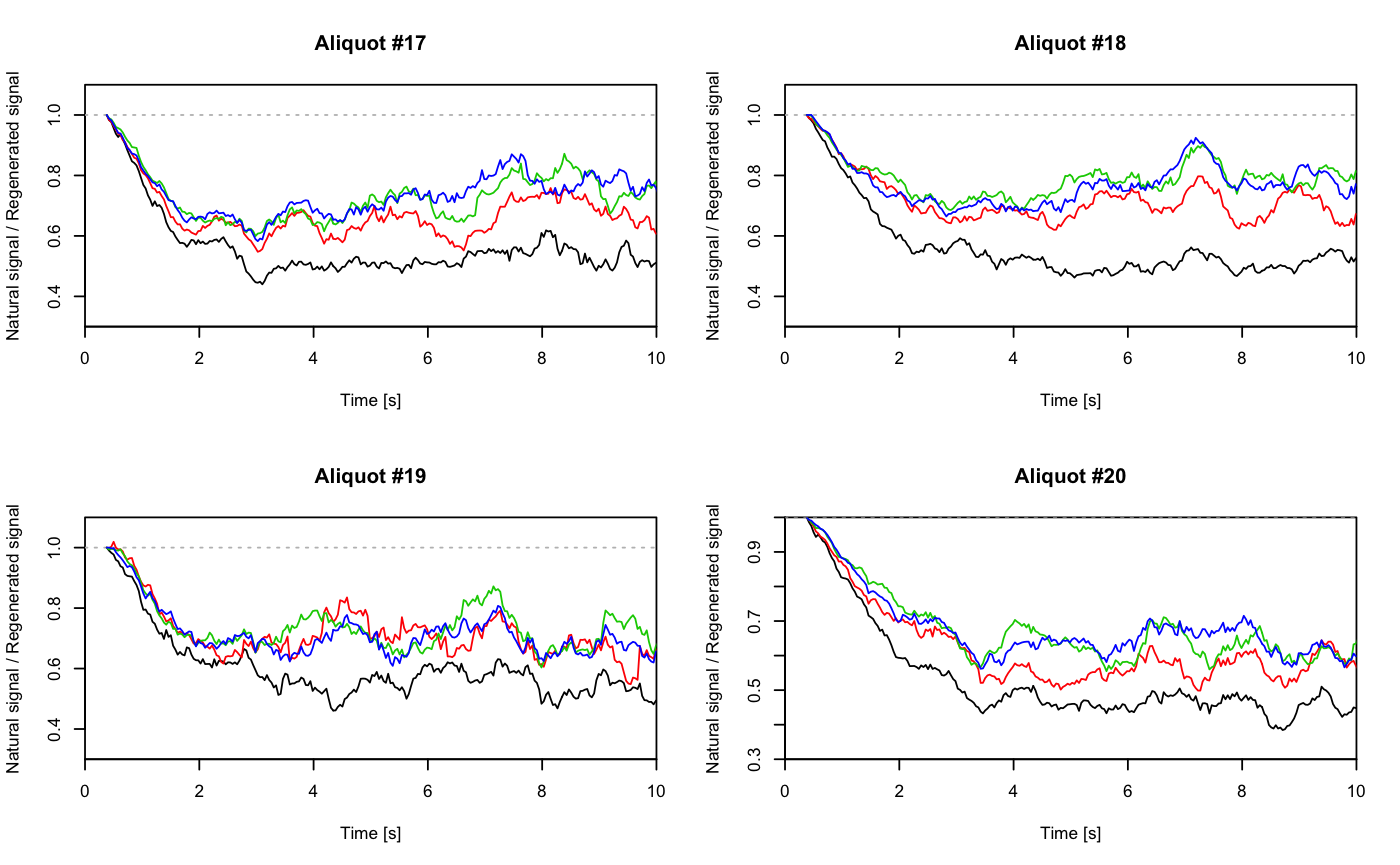 Aliquot #17
Natural signal / Regenerated signal
1.0
0.8
0.6
0.4
0 2 4 6 8 10
Time [s]
Aliquot #18
Natural signal / Regenerated signal
1.0
0.8
0.6
0.4
0 2 4 6 8 10
Time [s]
Aliquot #19
Natural signal / Regenerated signal
1.0
0.8
0.6
0.4
0 2 4 6 8 10
Time [s]
Aliquot #20
Natural signal / Regenerated signal
0.9
0.7
0.5
0.3
0 2 4 6 8 10
Time [s]